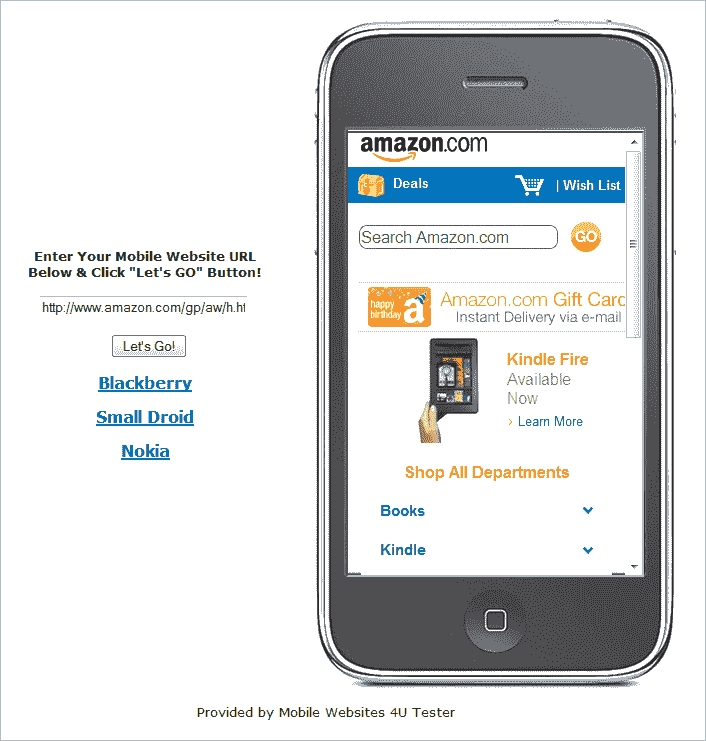 Enter Your Mobile Website URL
Below & Click "Let's GO" Button!
http://www.amazon.com/gp/aw/h.ht
Let's Go!
Blackberry
Small Droid
Nokia
amazon.com
Deals
| Wish List
Search Amazon.com
GO
happy
birthday
a
Amazon.com Gift Card
Instant Delivery via e-mail
Kindle Fire
Available
Now
› Learn More
Shop All Departments
Books
Kindle
Provided by Mobile Websites 4U Tester